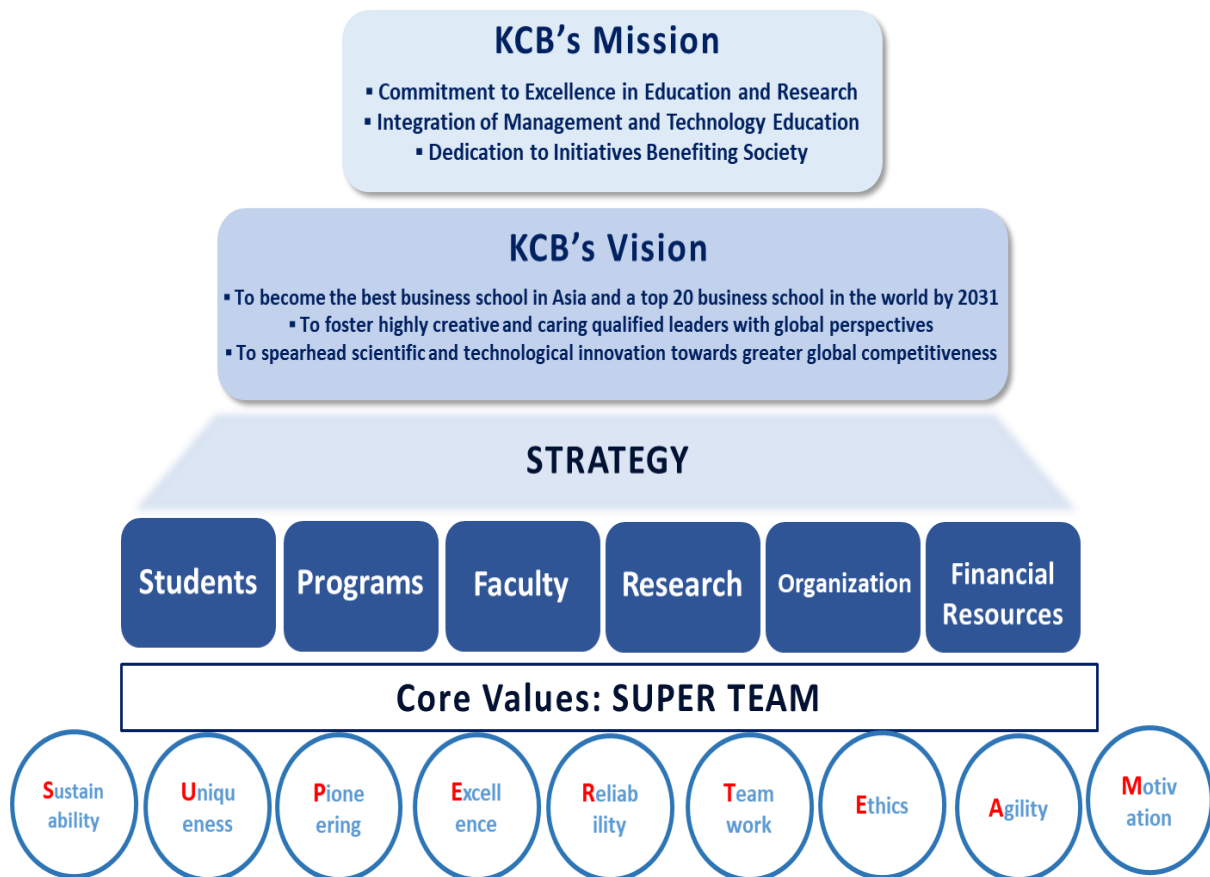 KCB's Mission
▪ Commitment to Excellence in Education and Research
▪ Integration of Management and Technology Education
▪ Dedication to Initiatives Benefiting Society
KCB's Vision
▪ To become the best business school in Asia and a top 20 business school in the world by 2031
▪ To foster highly creative and caring qualified leaders with global perspectives
▪ To spearhead scientific and technological innovation towards greater global competitiveness
STRATEGY
Students
Programs
Faculty
Research
Organization
Financial
Resources
Core Values: SUPER TEAM
Sustain
ability
Uniqu
eness
Pione
ering
Excell
ence
Reliab
ility
Team
work
Ethics
Agility
Motiv
ation